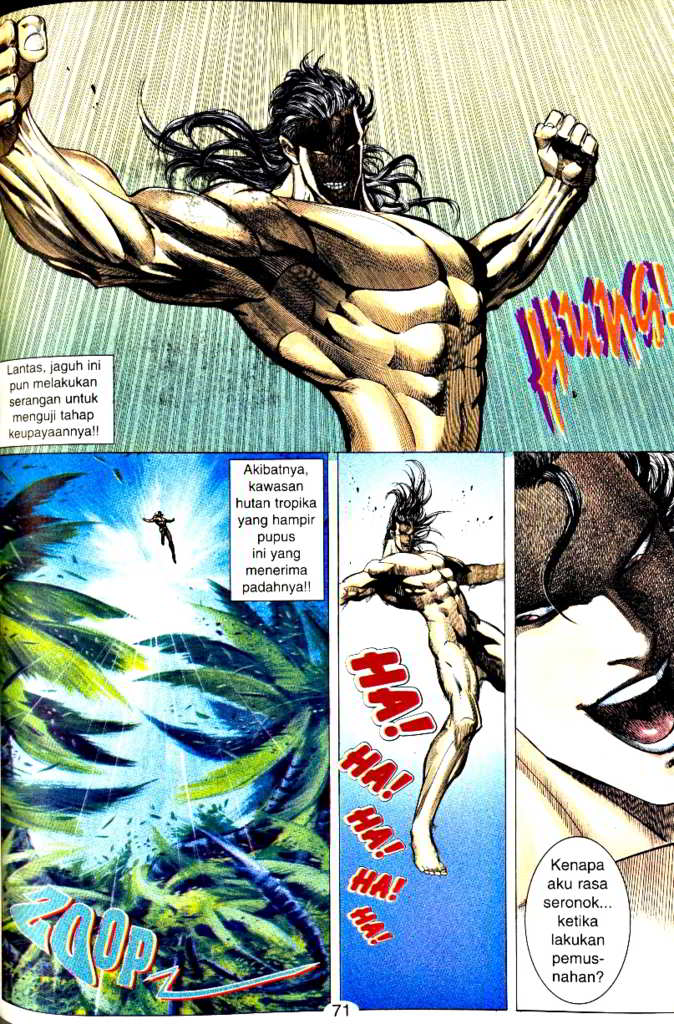 HUNG!
Lantas, jaguh ini
pun melakukan
serangan untuk
menguji tahap
keupayaannya!!
Akibatnya,
kawasan
hutan tropika
yang hampir
pupus
ini yang
menerima
padahnya!!
ZOOP
HA!
HA!
HA!
HA!
HA!
Kenapa
aku rasa
seronok...
ketika
lakukan
pemus-
nahan?
71